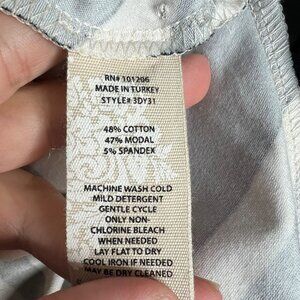 RN# 101206
MADE IN TURKEY
STYLE# 3DY31
48% COTTON
47% MODAL
5% SPANDEX
MACHINE WASH COLD
MILD DETERGENT
GENTLE CYCLE
ONLY NON-
CHLORINE BLEACH
WHEN NEEDED
LAY FLAT TO DRY
COOL IRON IF NEEDED
MAY BE DRY CLEANED